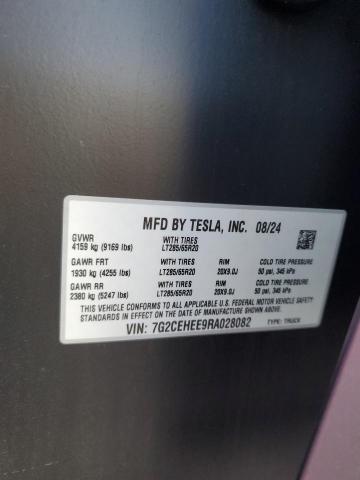 MFD BY TESLA, INC. 08/24
GVWR WITH TIRES
4159 kg (9169 lbs) LT285/65R20
GAWR FRT WITH TIRES RIM COLD TIRE PRESSURE
1930 kg (4255 lbs) LT285/65R20 20X9.0J 50 psi, 345 kPa
GAWR RR WITH TIRES RIM COLD TIRE PRESSURE
2380 kg (5247 lbs) LT285/65R20 20X9.0J 50 psi, 345 kPa
THIS VEHICLE CONFORMS TO ALL APPLICABLE FEDERAL MOTOR VEHICLE SAFETY
STANDARDS IN EFFECT ON THE DATE OF MANUFACTURE SHOWN ABOVE.
VIN: 7G2CEHEE9RA028082 TYPE: TRUCK